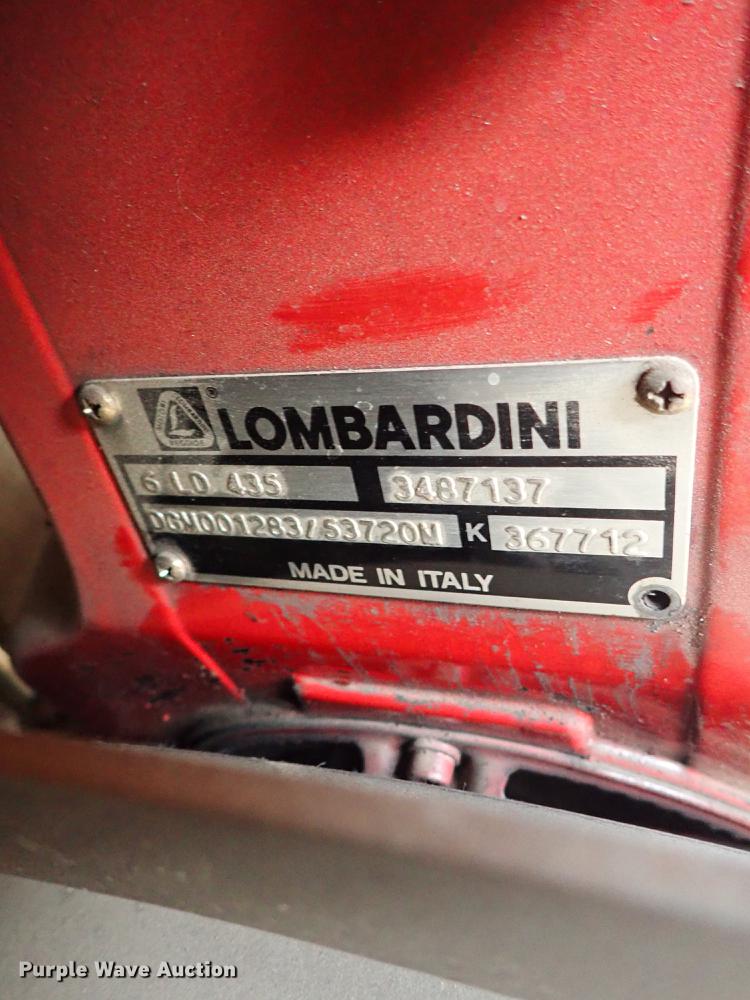 ® LOMBARDINI
6 LD 435 3487137
DGM001283/53720M K 367712
MADE IN ITALY
Purple Wave Auction